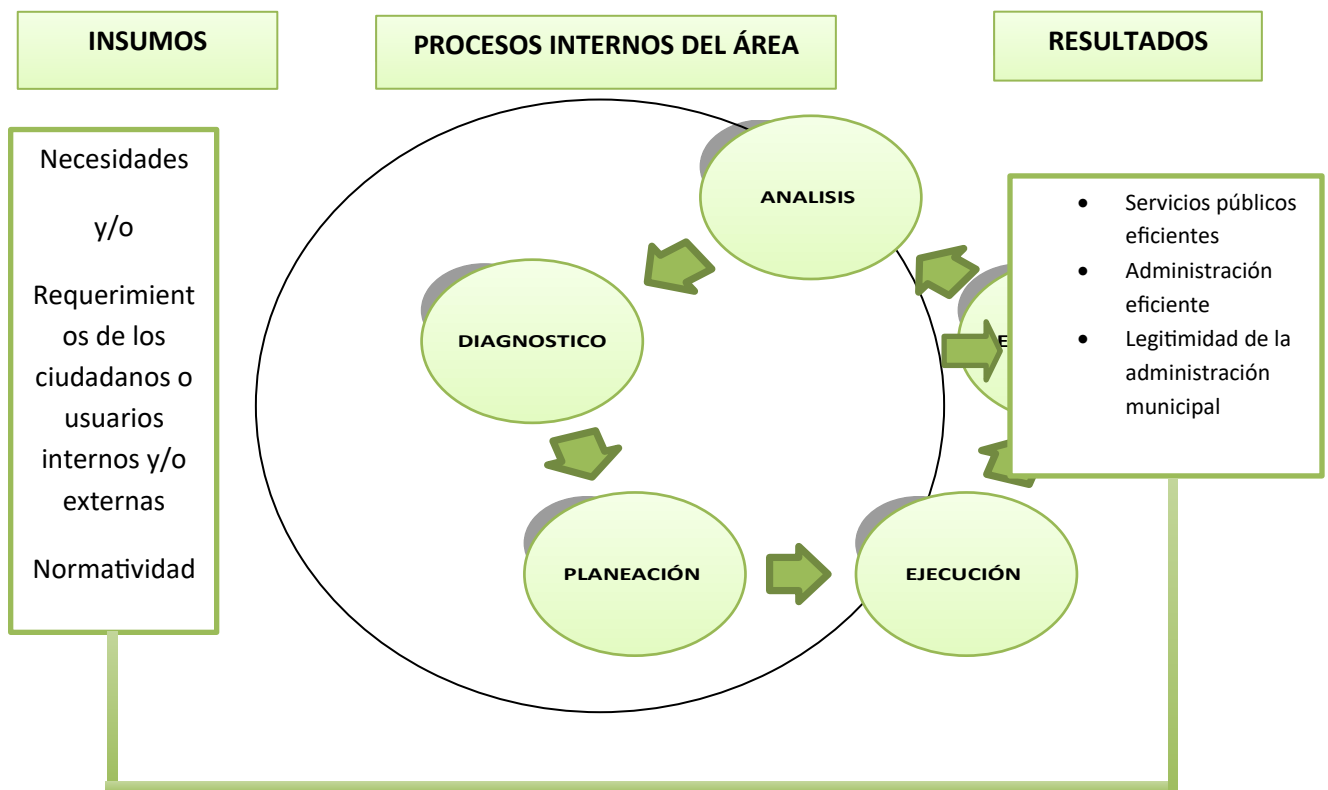 INSUMOS
PROCESOS INTERNOS DEL ÁREA
RESULTADOS
Necesidades
y/o
Requerimient
os de los
ciudadanos o
usuarios
internos y/o
externas
Normatividad
ANALISIS
DIAGNOSTICO
PLANEACIÓN
EJECUCIÓN
• Servicios públicos
eficientes
• Administración
eficiente
• Legitimidad de la
administración
municipal